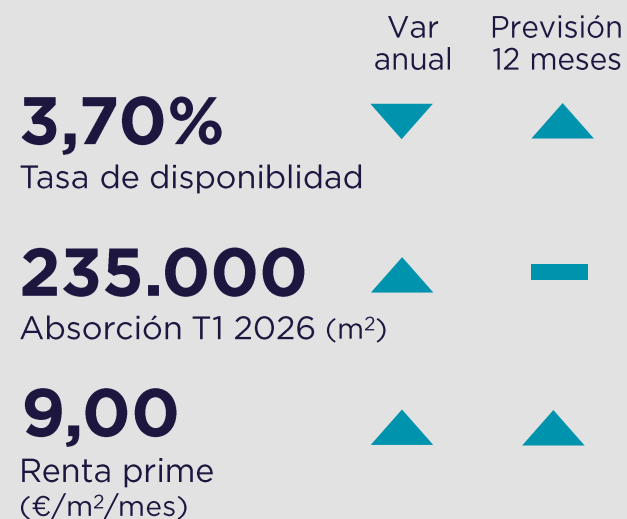 Var
anual
Previsión
12 meses
3,70%
Tasa de disponiblidad
235.000
Absorción T1 2026 (m²)
9,00
Renta prime
(€/m²/mes)